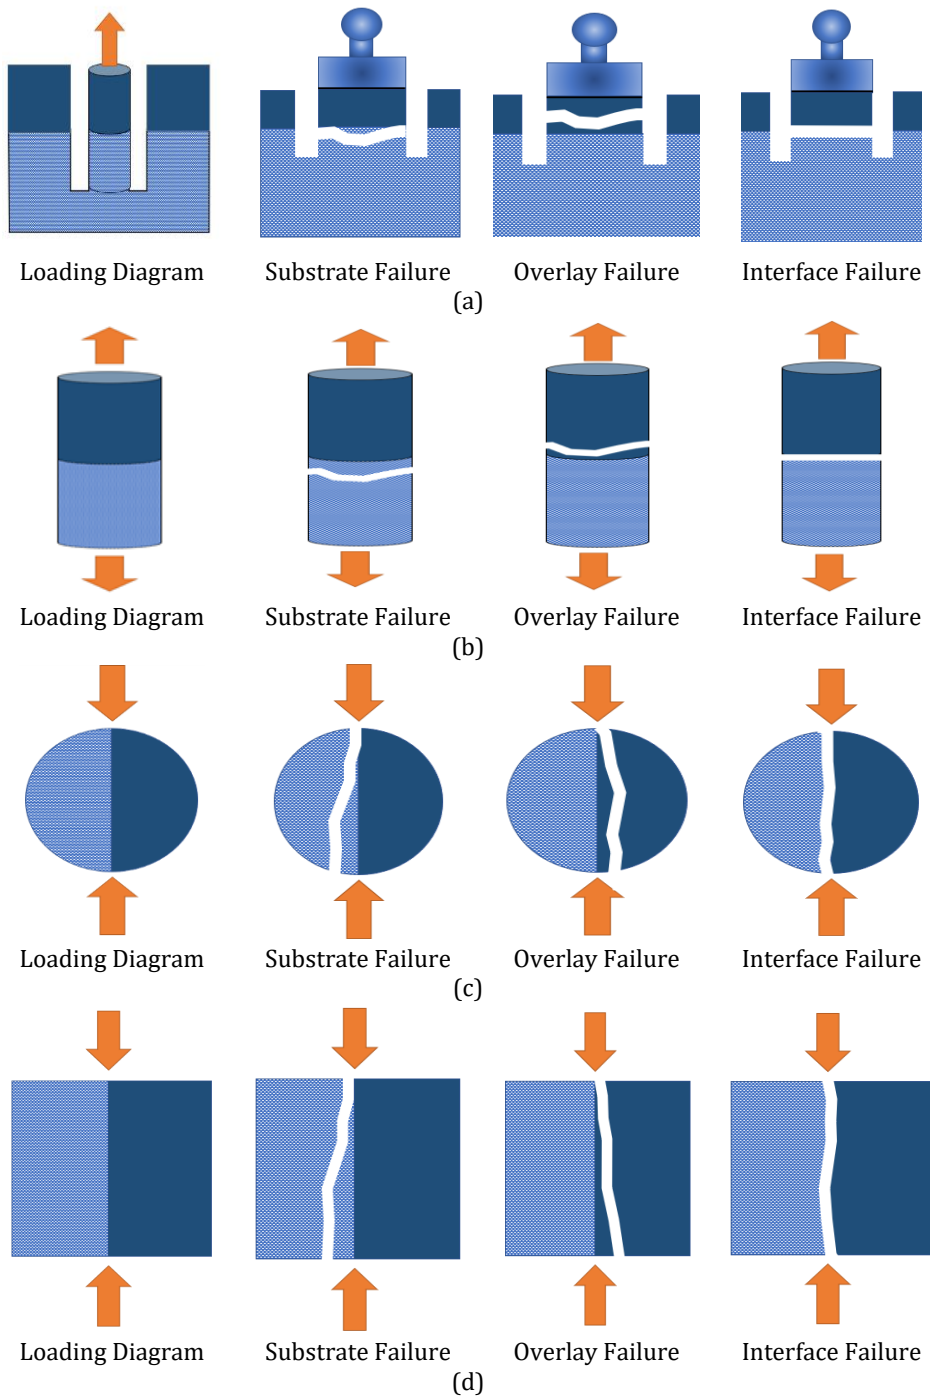 Loading Diagram Substrate Failure Overlay Failure Interface Failure
(a)
Loading Diagram Substrate Failure Overlay Failure Interface Failure
(b)
Loading Diagram Substrate Failure Overlay Failure Interface Failure
(c)
Loading Diagram Substrate Failure Overlay Failure Interface Failure
(d)